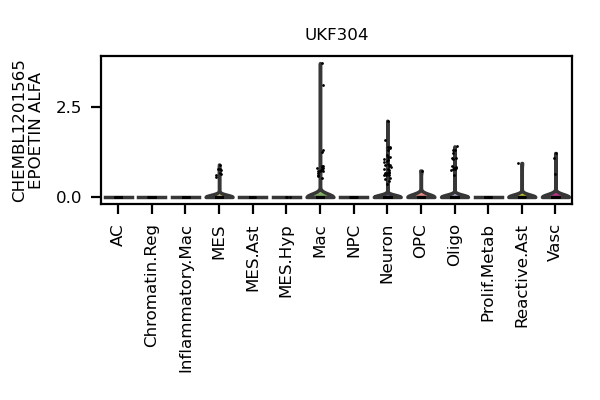 UKF304
CHEMBL1201565
EPOETIN ALFA
2.5
0.0
AC
Chromatin.Reg
Inflammatory.Mac
MES
MES.Ast
MES.Hyp
Mac
NPC
Neuron
OPC
Oligo
Prolif.Metab
Reactive.Ast
Vasc